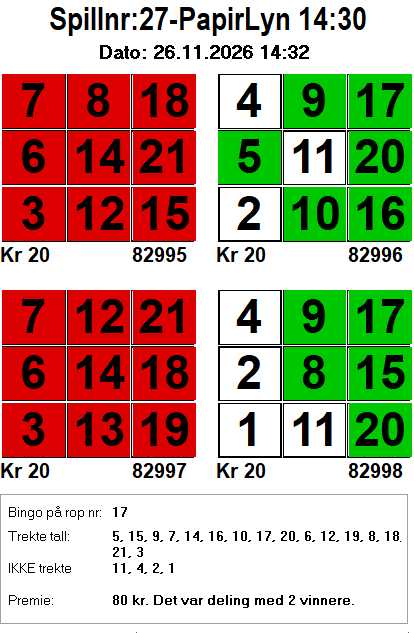 Spillnr:27-PapirLyn 14:30
Dato: 26.11.2026 14:32
7 8 18
6 14 21
3 12 15
Kr 20 82995
4 9 17
5 11 20
2 10 16
Kr 20 82996
7 12 21
6 14 18
3 13 19
Kr 20 82997
4 9 17
2 8 15
1 11 20
Kr 20 82998
Bingo på rop nr: 17
Trekte tall: 5, 15, 9, 7, 14, 16, 10, 17, 20, 6, 12, 19, 8, 18,
21, 3
IKKE trekte 11, 4, 2, 1
Premie: 80 kr. Det var deling med 2 vinnere.